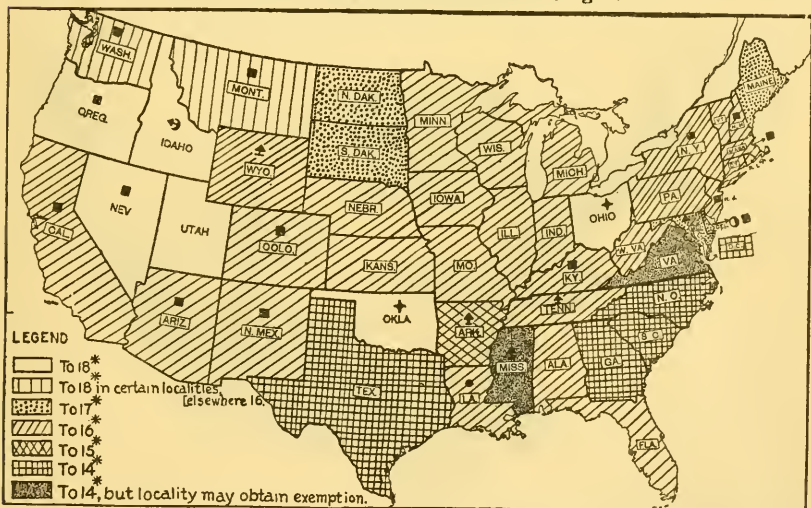 WASH.
MONT.
N. DAK.
MINN.
MAINE
OREG.
IDAHO
S. DAK.
WIS.
MICH.
N.Y.
WYO.
IOWA
PA.
NEBR.
NEV
UTAH
OHIO
ILL.
IND.
CAL.
COLO.
W. VA
VA
KANS.
MO.
KY.
N. C.
TENN.
ARIZ.
N. MEX.
OKLA
ARK.
S. C.
MISS
ALA
GA.
TEX.
LA.
FLA.
LEGEND
To 18*
To 18* in certain localities,
[elsewhere 16.
To 17*
To 16*
To 15*
To 14*
To 14*, but locality may obtain exemption.